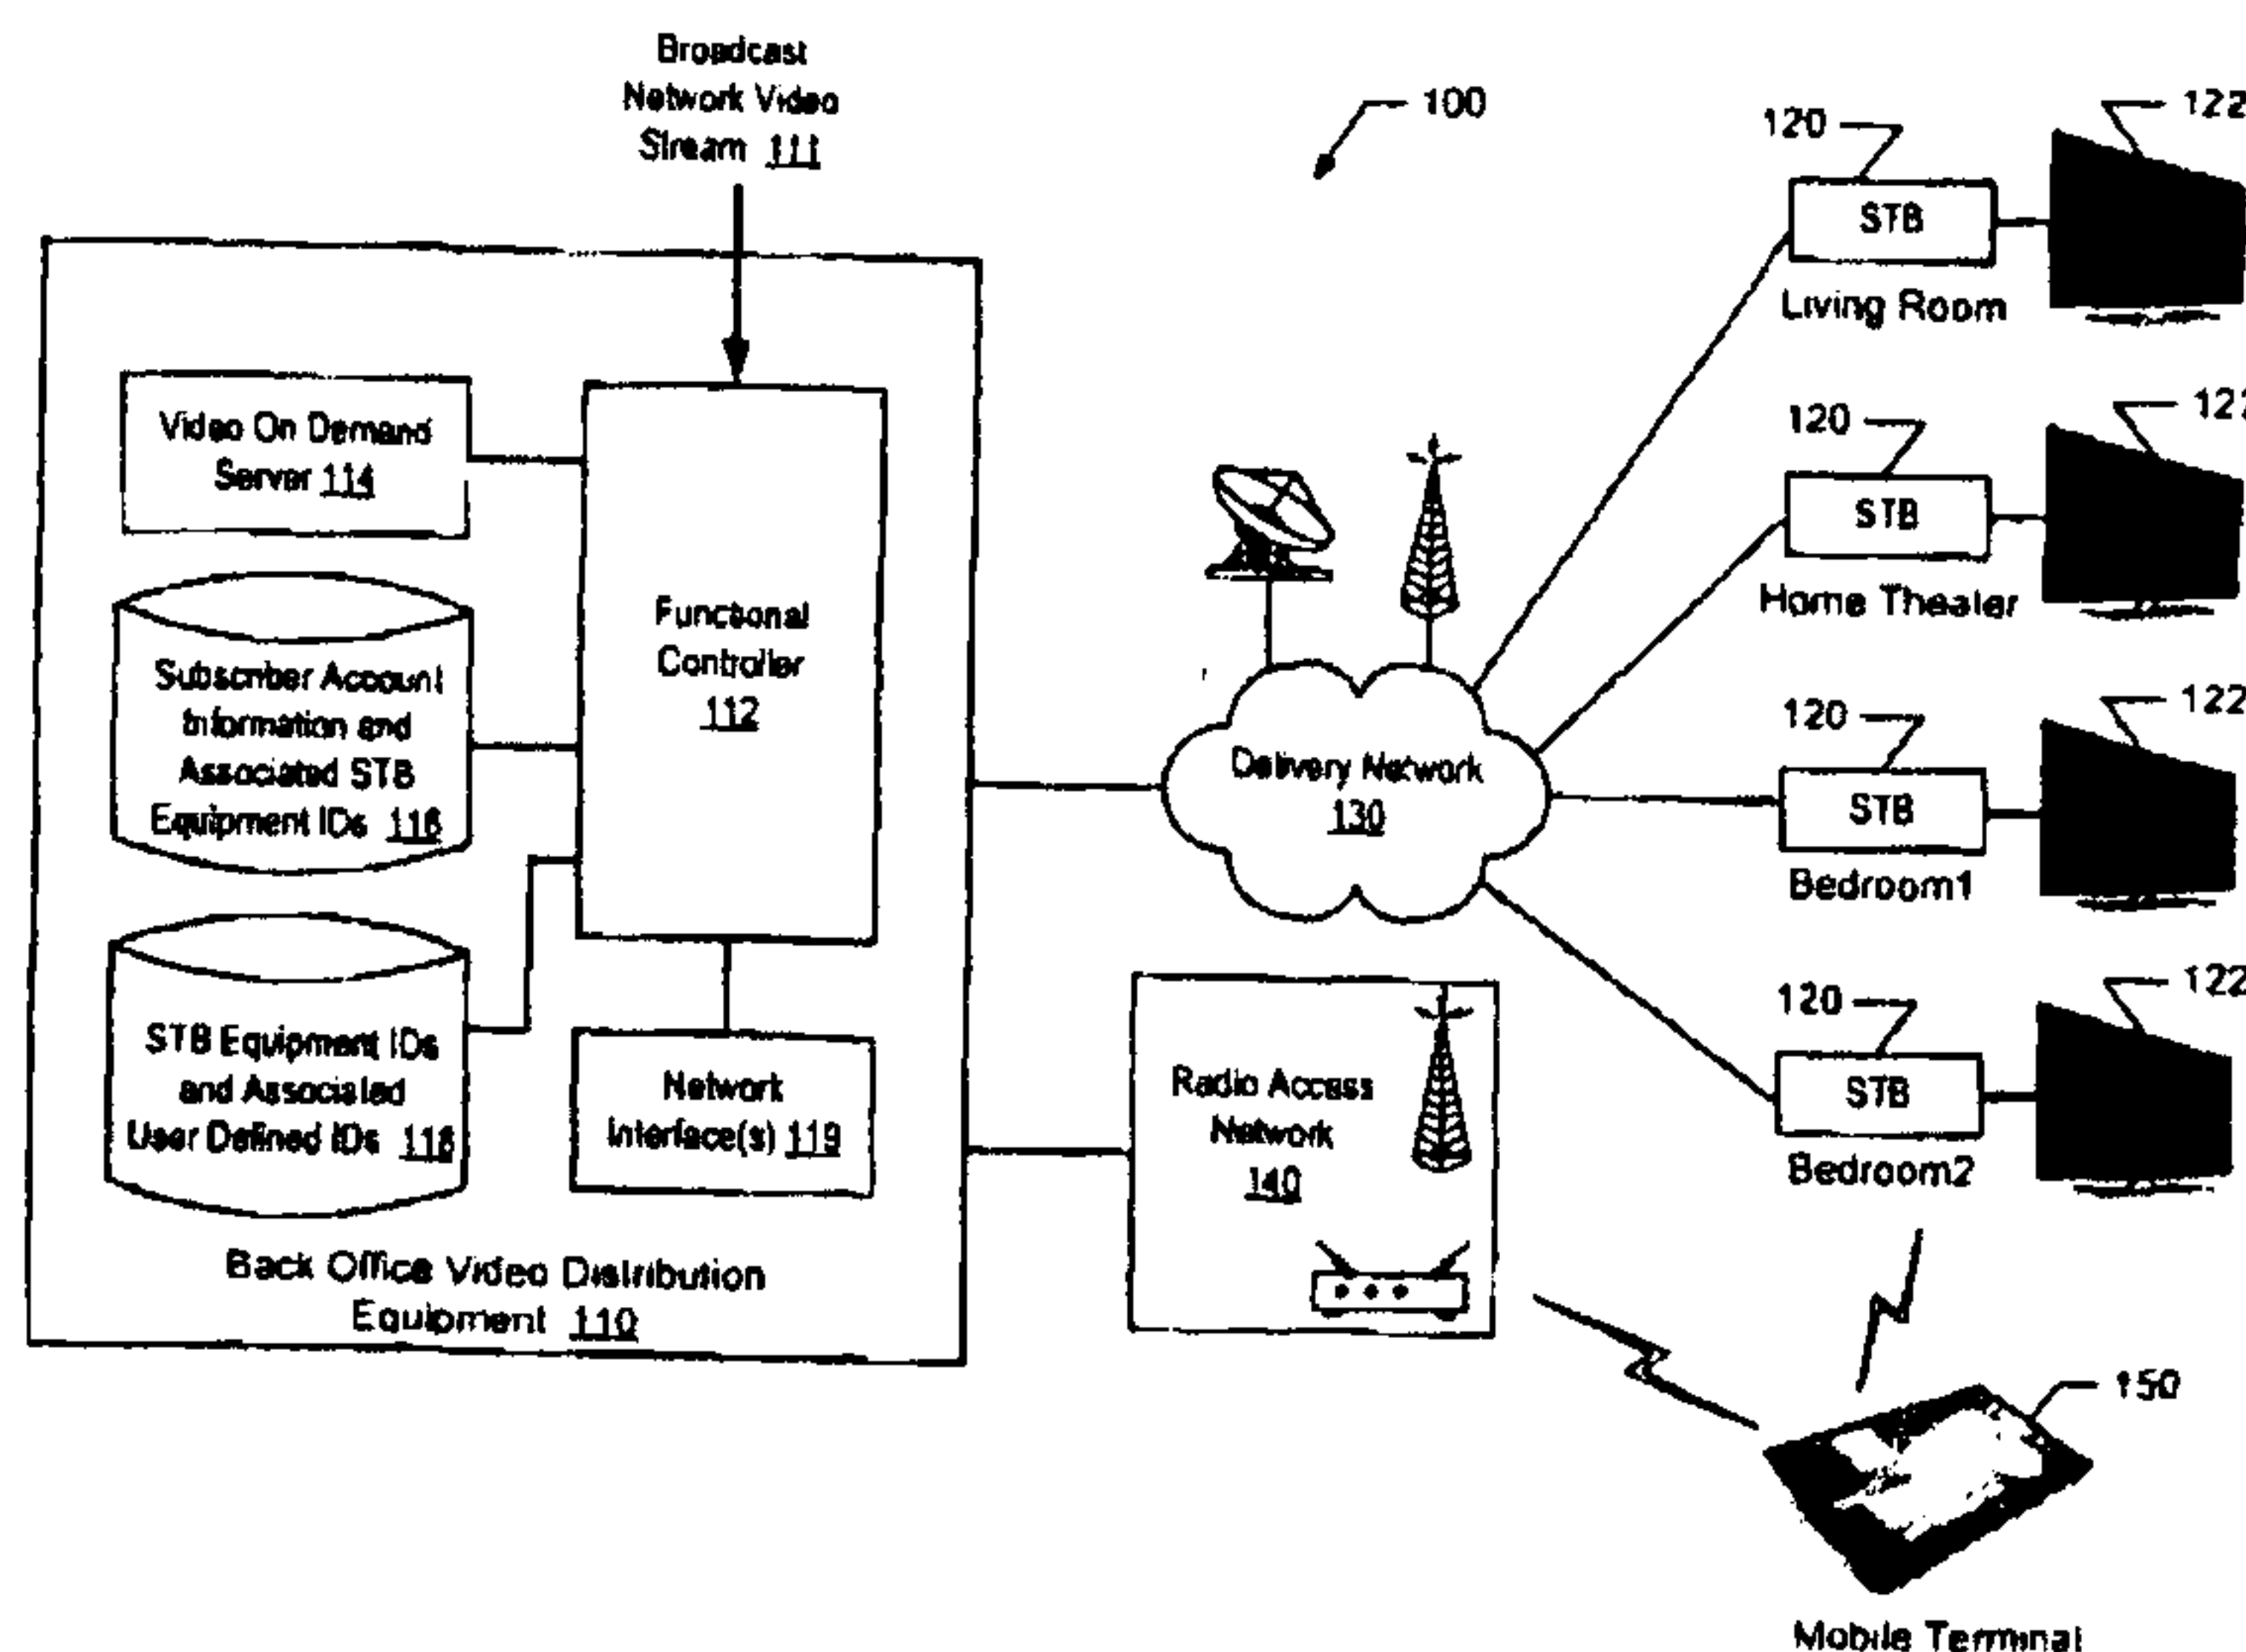 Broadcast
Network Video
Stream 111
100
120
122
STB
Living Room
Video On Demand
Server 114
120
STB
Home Theater
Functional
Controller
112
Subscriber Account
Information and
Associated STB
Equipment IDs 116
Delivery Network
130
120
122
STB
Bedroom1
STB Equipment IDs
and Associated
User Defined IDs 118
Network
Interface(s) 119
Radio Access
Network
140
120
122
STB
Bedroom2
Back Office Video Distribution
Equipment 110
150
Mobile Terminal